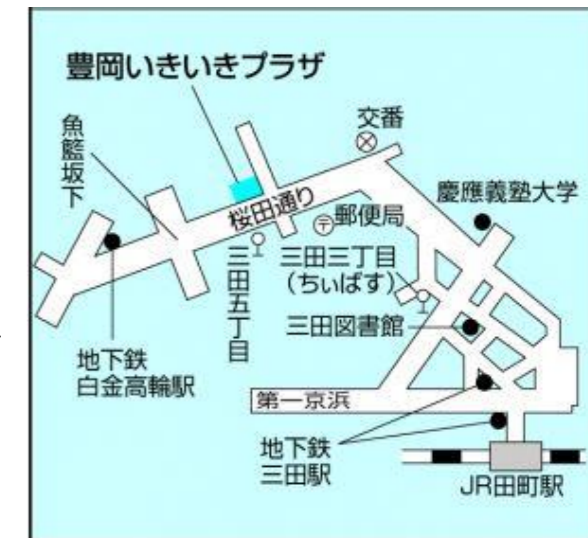 豊岡いきいきプラザ
交番
魚籃坂下
慶應義塾大学
桜田通り
〒郵便局
三田五丁目
三田三丁目
(ちぃばす)
三田図書館
地下鉄
白金高輪駅
第一京浜
地下鉄
三田駅
JR田町駅